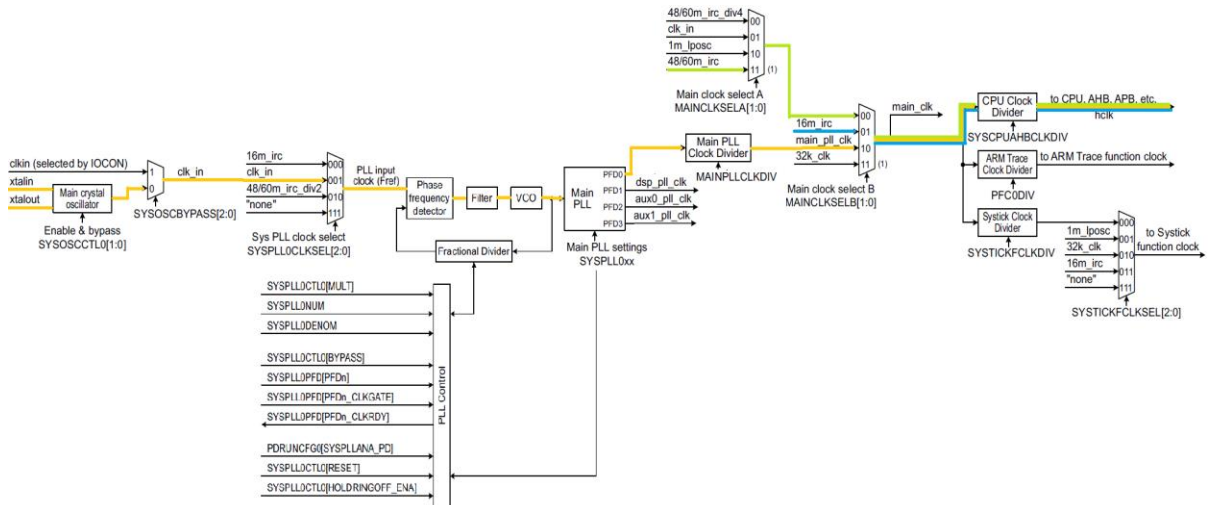 48/60m_irc_div4
clk_in
1m_lposc
48/60m_irc
00
01
10
11
(1)
Main clock select A
MAINCLKSELA[1:0]
clkin (selected by IOCON)
xtalin
xtalout
Main crystal
oscillator
Enable & bypass
SYSOSCCTL0[1:0]
1
0
clk_in
SYSOSCBYPASS[2:0]
16m_irc
clk_in
48/60m_irc_div2
"none"
000
001
010
111
Sys PLL clock select
SYSPLL0CLKSEL[2:0]
PLL input
clock (Fref)
Phase
frequency
detector
Filter
VCO
Fractional Divider
Main
PLL
PFD0
PFD1
PFD2
PFD3
dsp_pll_clk
aux0_pll_clk
aux1_pll_clk
Main PLL settings
SYSPLL0xx
Main PLL
Clock Divider
MAINPLLCLKDIV
16m_irc
main_pll_clk
32k_clk
00
01
10
11
(1)
Main clock select B
MAINCLKSELB[1:0]
main_clk
CPU Clock
Divider
SYSCPUAHBCLKDIV
to CPU, AHB, APB, etc.
hclk
ARM Trace
Clock Divider
PFC0DIV
to ARM Trace function clock
Systick Clock
Divider
SYSTICKFCLKDIV
1m_lposc
32k_clk
16m_irc
"none"
000
001
010
011
111
to Systick
function clock
SYSTICKFCLKSEL[2:0]
SYSPLL0CTL0[MULT]
SYSPLL0NUM
SYSPLL0DENOM
SYSPLL0CTL0[BYPASS]
SYSPLL0PFD[PFDn]
SYSPLL0PFD[PFDn_CLKGATE]
SYSPLL0PFD[PFDn_CLKRDY]
PDRUNCFG0[SYSPLLANA_PD]
SYSPLL0CTL0[RESET]
SYSPLL0CTL0[HOLDRINGOFF_ENA]
PLL Control